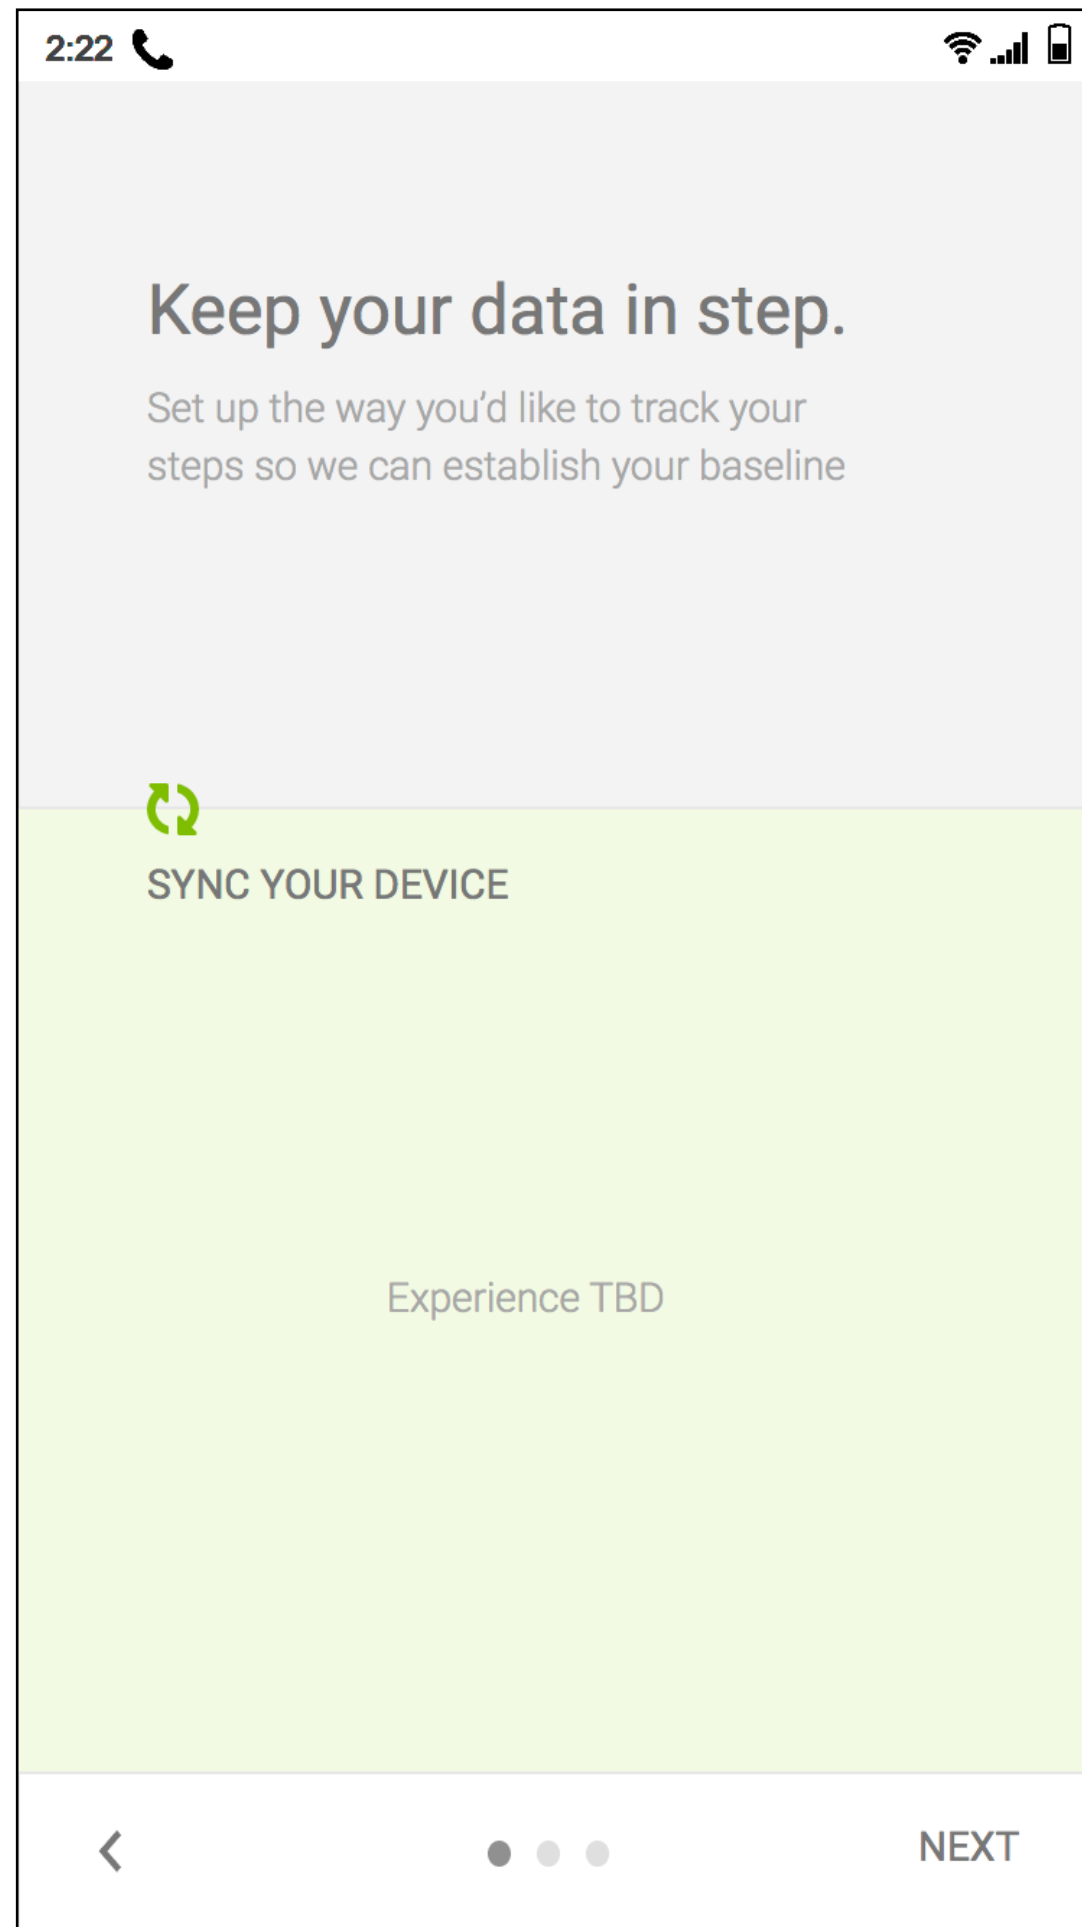 2:22
Keep your data in step.
Set up the way you’d like to track your
steps so we can establish your baseline
SYNC YOUR DEVICE
Experience TBD
NEXT